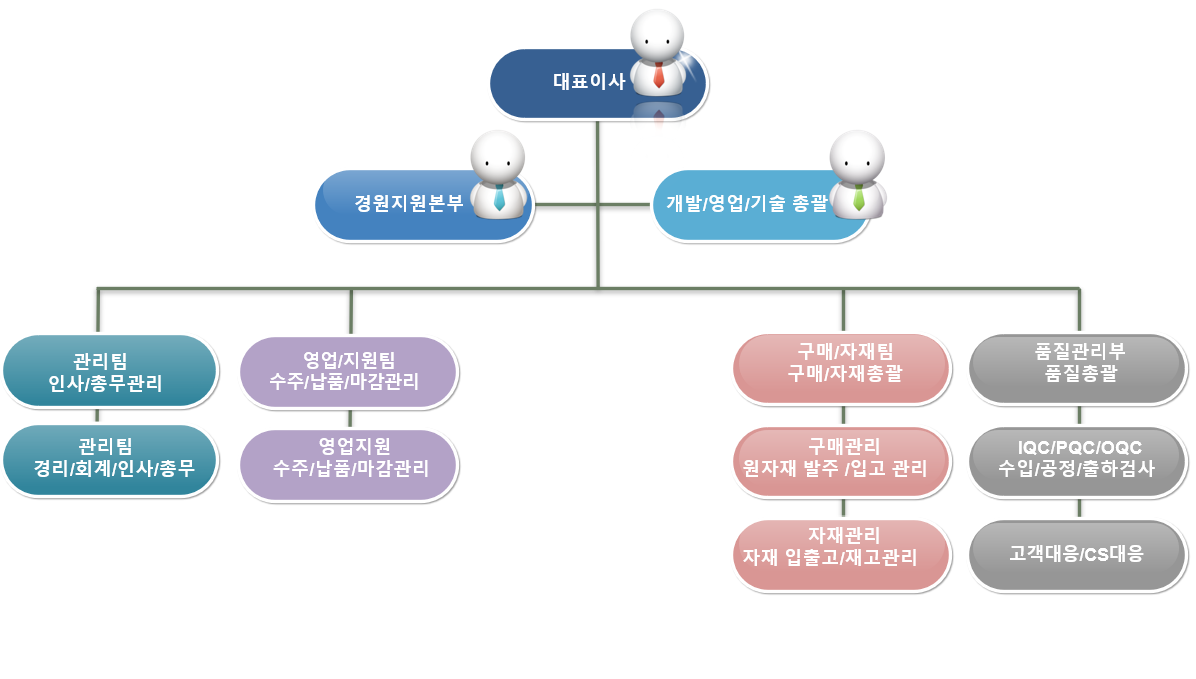 대표이사
경원지원본부
개발/영업/기술 총괄
관리팀
인사/총무관리
영업/지원팀
수주/납품/마감관리
구매/자재팀
구매/자재총괄
품질관리부
품질총괄
관리팀
경리/회계/인사/총무
영업지원
수주/납품/마감관리
구매관리
원자재 발주 /입고 관리
IQC/PQC/OQC
수입/공정/출하검사
자재관리
자재 입출고/재고관리
고객대응/CS대응